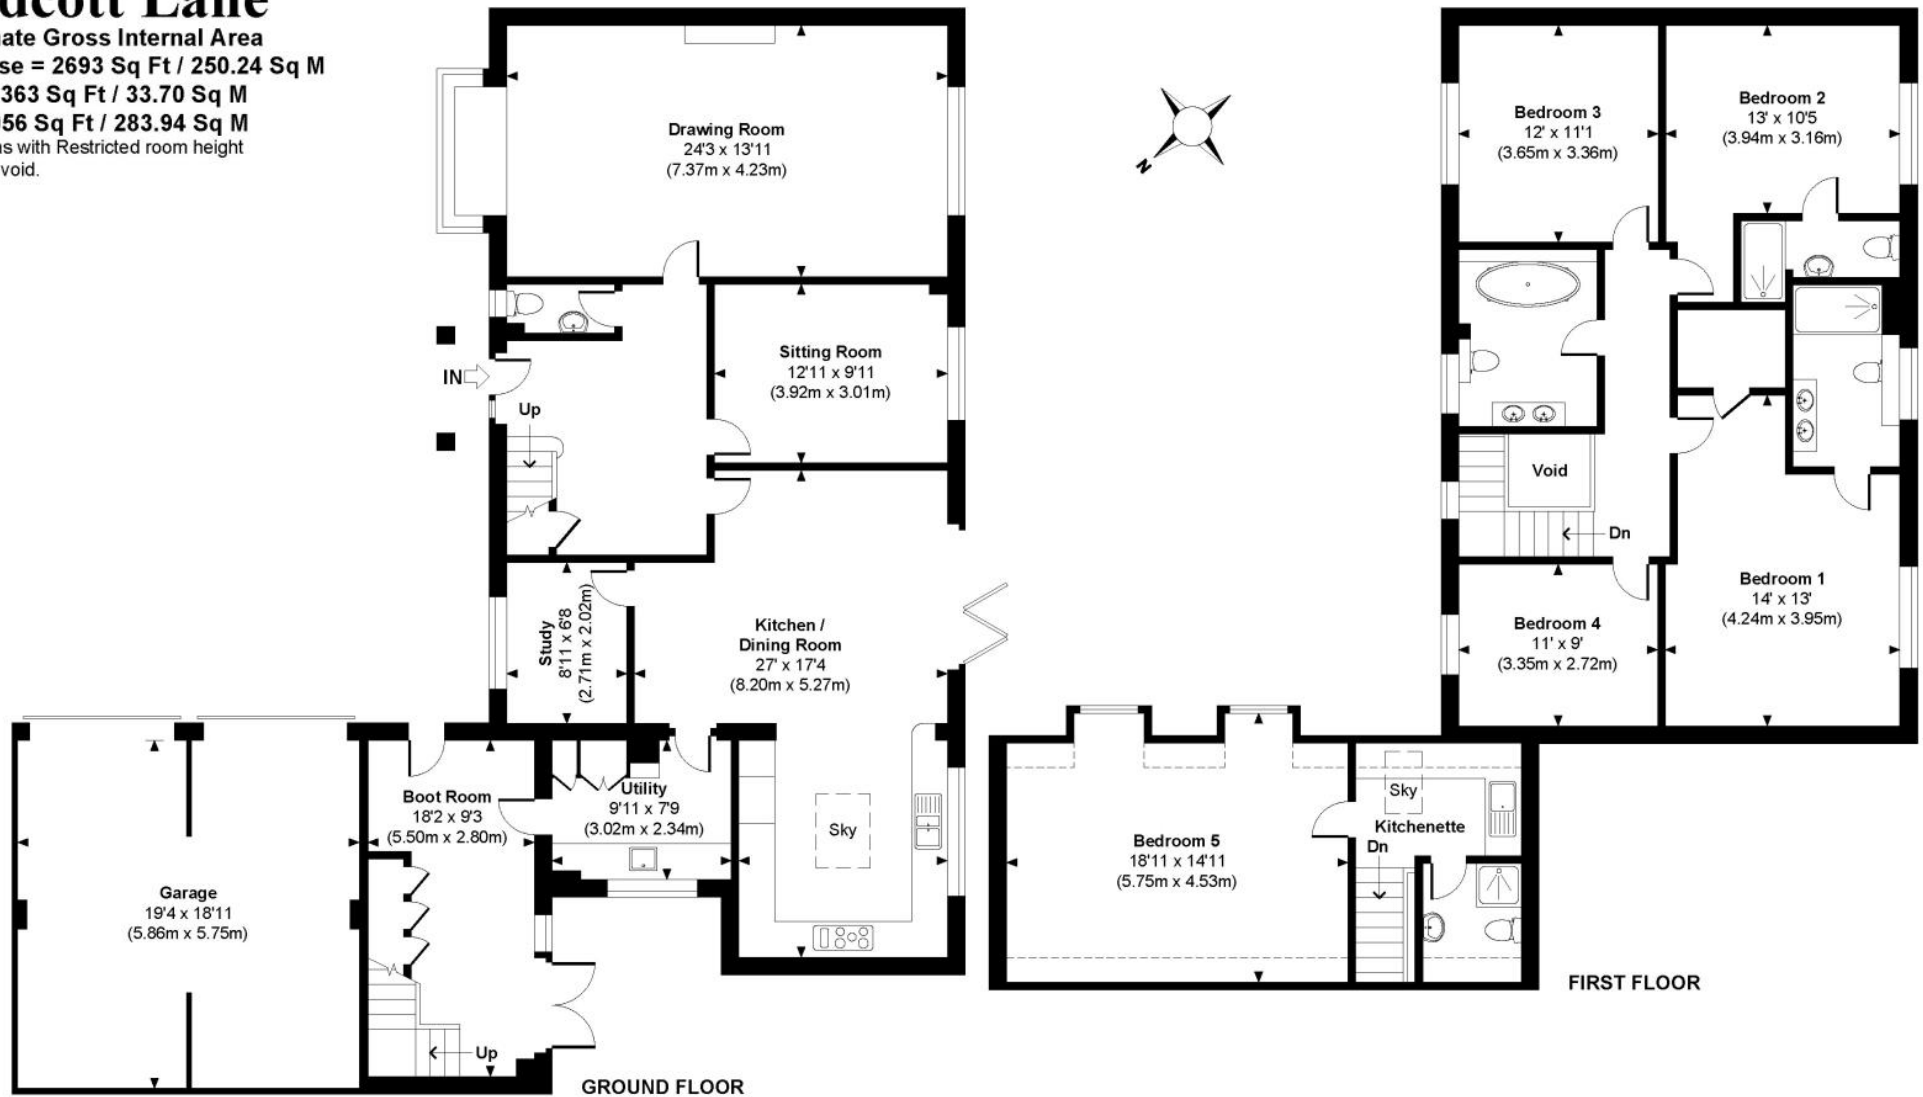 Lane
Gross Internal Area
= 2693 Sq Ft / 250.24 Sq M
363 Sq Ft / 33.70 Sq M
Sq Ft / 283.94 Sq M
with Restricted room height
void.
Drawing Room
24'3 x 13'11
(7.37m x 4.23m)
N
Bedroom 3
12' x 11'1
(3.65m x 3.36m)
Bedroom 2
13' x 10'5
(3.94m x 3.16m)
IN
Up
Sitting Room
12'11 x 9'11
(3.92m x 3.01m)
Void
Dn
Study
8'11 x 6'8
(2.71m x 2.02m)
Kitchen /
Dining Room
27' x 17'4
(8.20m x 5.27m)
Bedroom 4
11' x 9'
(3.35m x 2.72m)
Bedroom 1
14' x 13'
(4.24m x 3.95m)
Boot Room
18'2 x 9'3
(5.50m x 2.80m)
Utility
9'11 x 7'9
(3.02m x 2.34m)
Sky
Garage
19'4 x 18'11
(5.86m x 5.75m)
Up
GROUND FLOOR
Bedroom 5
18'11 x 14'11
(5.75m x 4.53m)
Sky
Kitchenette
Dn
FIRST FLOOR